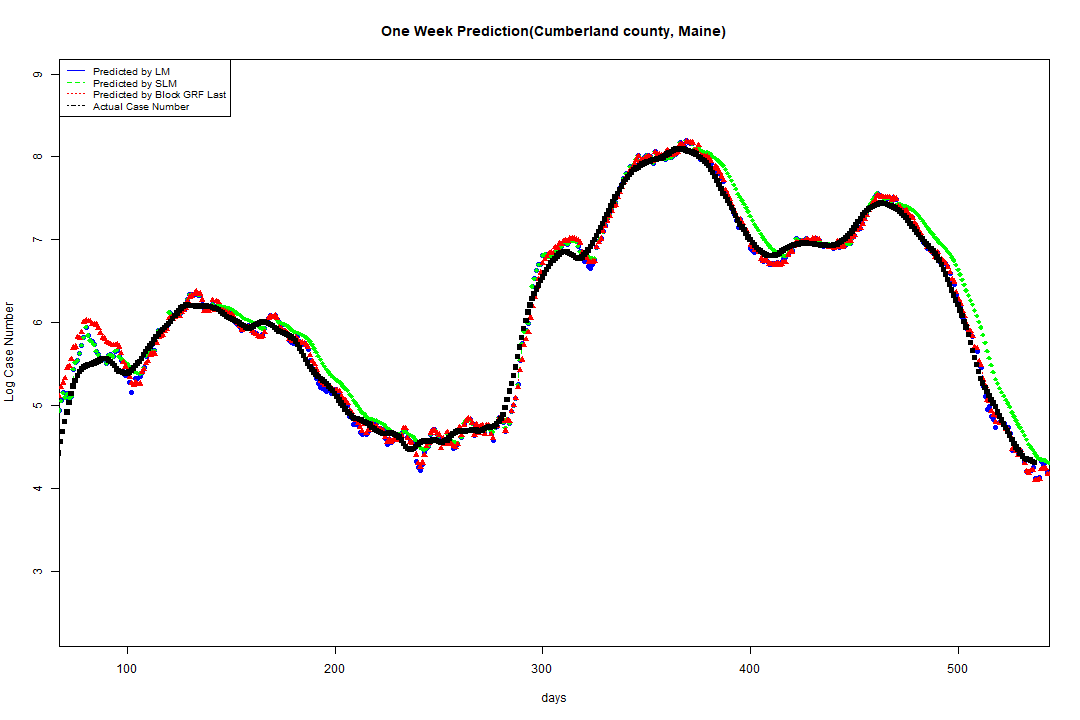 One Week Prediction(Cumberland county, Maine)
Predicted by LM
Predicted by SLM
Predicted by Block GRF Last
Actual Case Number
Log Case Number
9
8
7
6
5
4
3
100 200 300 400 500
days